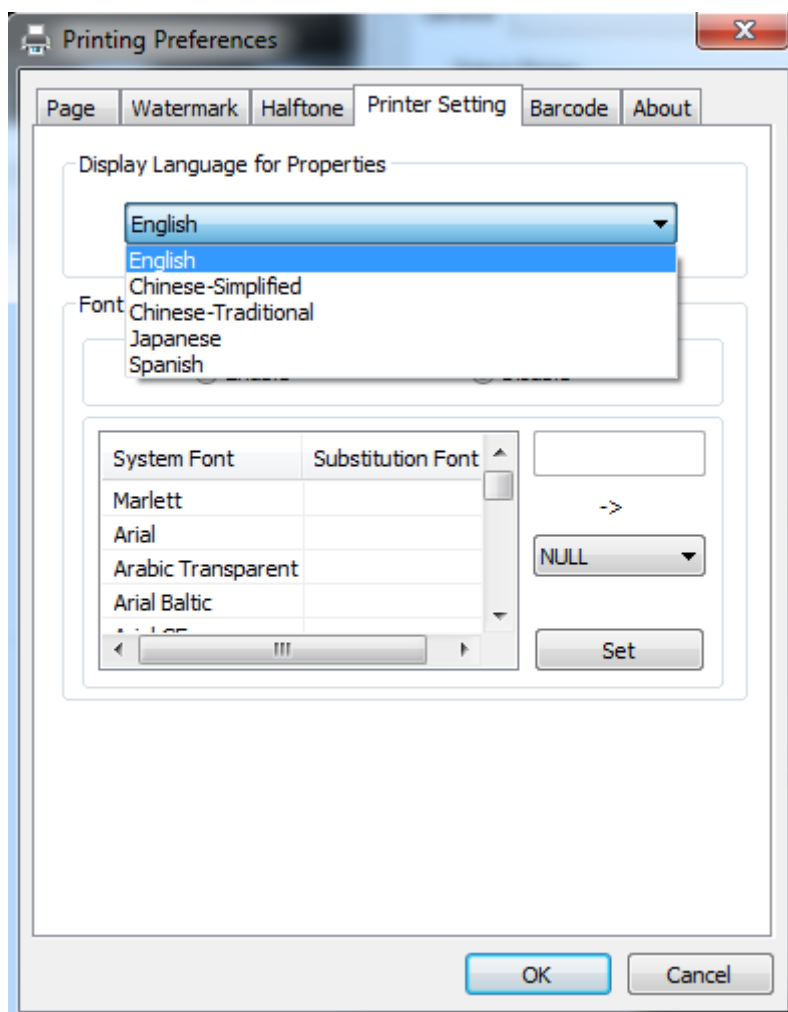 Printing Preferences
Page Watermark Halftone Printer Setting Barcode About
Display Language for Properties
English
English
Chinese-Simplified
Font
Chinese-Traditional
Japanese
Spanish
System Font Substitution Font
Marlett
->
Arial
NULL
Arabic Transparent
Arial Baltic
Set
OK Cancel